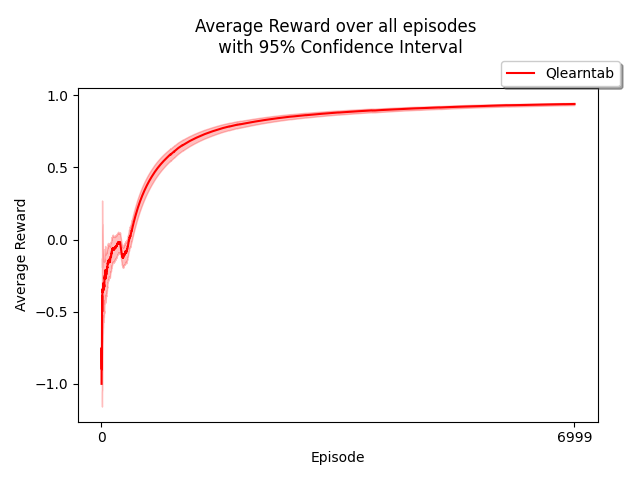 Average Reward over all episodes
with 95% Confidence Interval
Qlearntab
1.0
0.5
0.0
−0.5
−1.0
Average Reward
0
6999
Episode